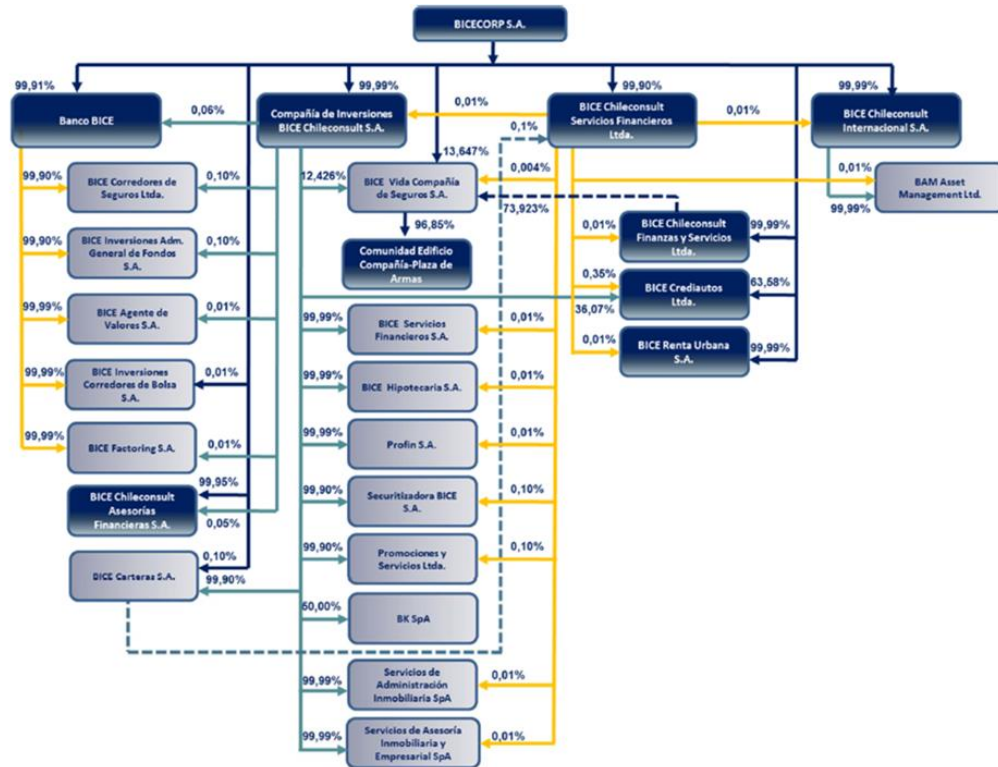 BICECORP S.A.
99,91%
99,99%
99,90%
99,99%
Banco BICE
0,06%
Compañía de Inversiones
BICE Chileconsult S.A.
0,01%
BICE Chileconsult
Servicios Financieros
Ltda.
0,01%
BICE Chileconsult
Internacional S.A.
0,1%
13,647%
99,90%
BICE Corredores de
Seguros Ltda.
0,10%
12,426%
BICE Vida Compañía
de Seguros S.A.
0,004%
73,923%
0,01%
99,99%
BAM Asset
Management Ltd.
96,85%
99,90%
BICE Inversiones Adm.
General de Fondos
S.A.
0,10%
Comunidad Edificio
Compañía-Plaza de
Armas
0,01%
BICE Chileconsult
Finanzas y Servicios
Ltda.
99,99%
0,35%
BICE Crediautos
Ltda.
63,58%
36,07%
99,99%
BICE Agente de
Valores S.A.
0,01%
99,99%
BICE Servicios
Financieros S.A.
0,01%
0,01%
BICE Renta Urbana
S.A.
99,99%
99,99%
BICE Inversiones
Corredores de Bolsa
S.A.
0,01%
99,99%
BICE Hipotecaria S.A.
0,01%
99,99%
BICE Factoring S.A.
0,01%
99,99%
Profin S.A.
0,01%
BICE Chileconsult
Asesorías
Financieras S.A.
99,95%
0,05%
99,90%
Securitizadora BICE
S.A.
0,10%
BICE Carteras S.A.
0,10%
99,90%
99,90%
Promociones y
Servicios Ltda.
0,10%
50,00%
BK SpA
99,99%
Servicios de
Administración
Inmobiliaria SpA
0,01%
99,99%
Servicios de Asesoría
Inmobiliaria y
Empresarial SpA
0,01%